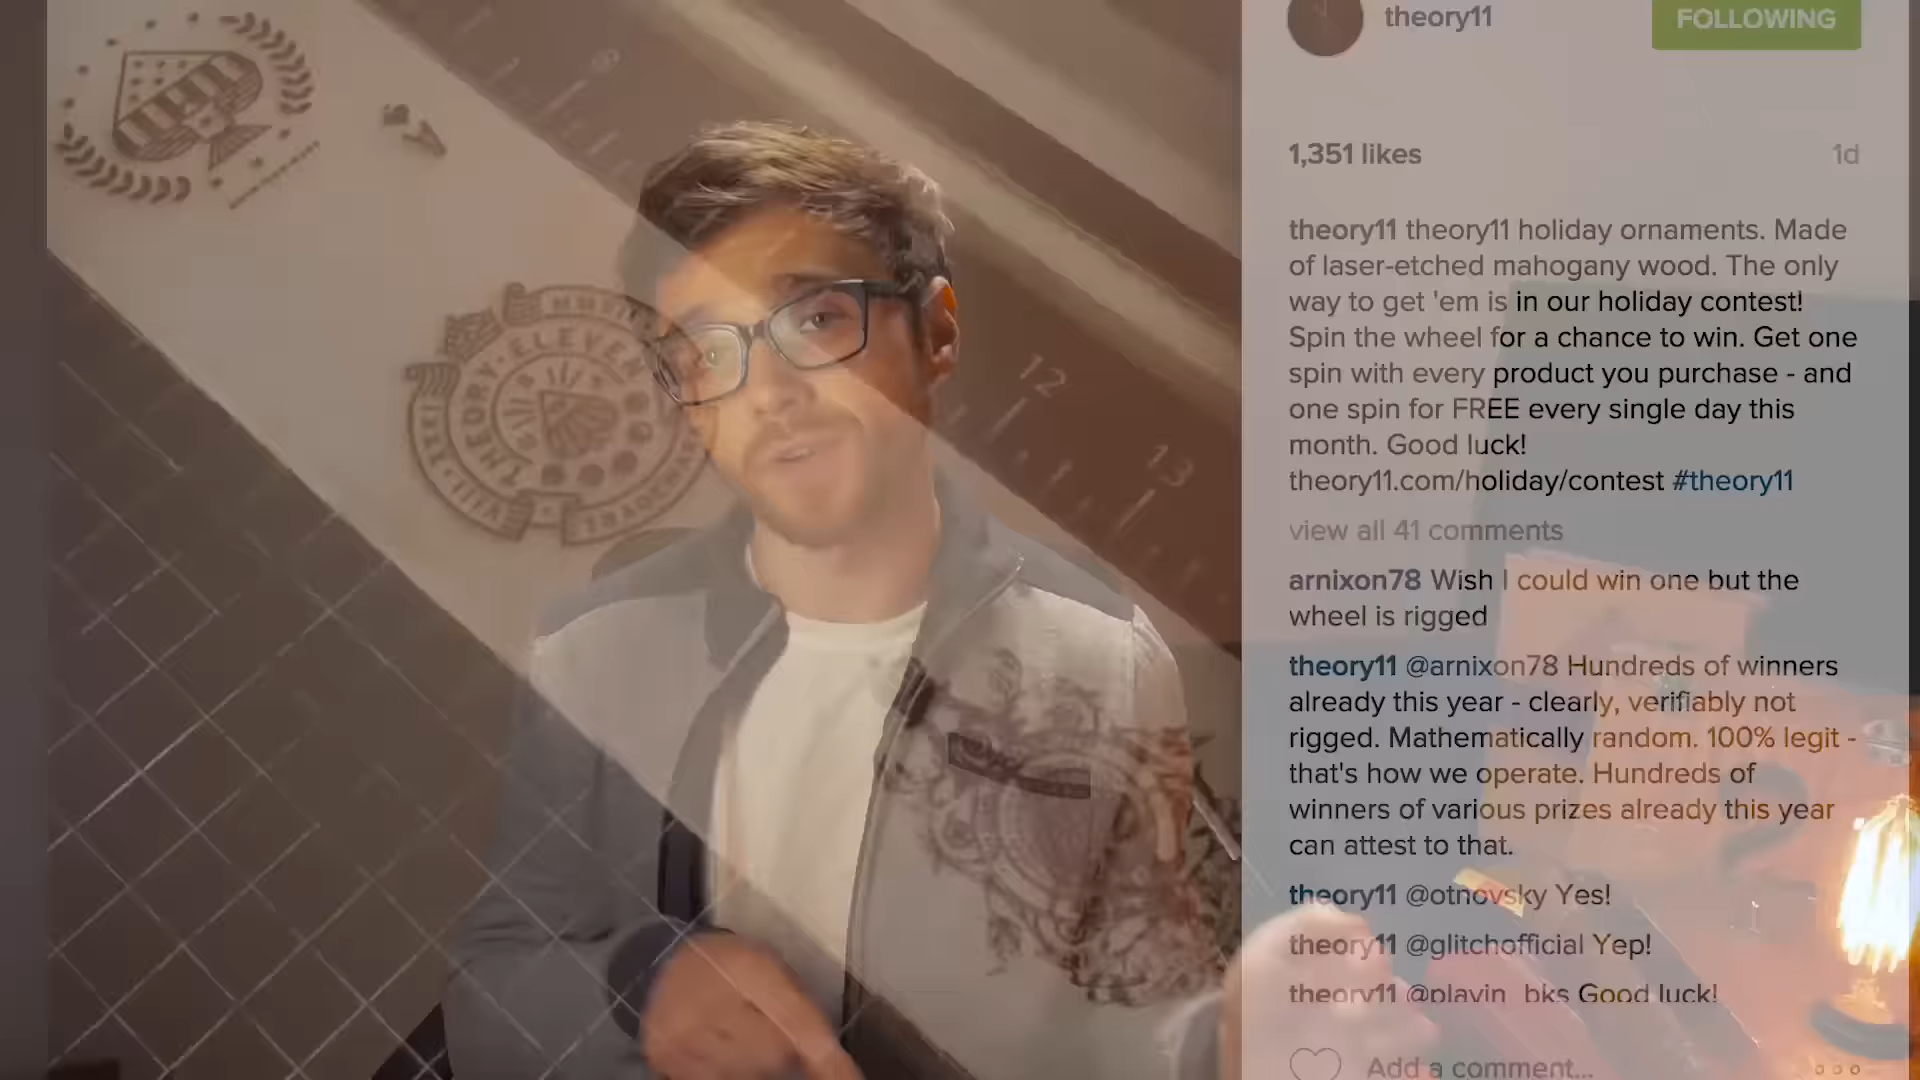 theory11
FOLLOWING
1,351 likes
1d
theory11 theory11 holiday ornaments. Made
of laser-etched mahogany wood. The only
way to get 'em is in our holiday contest!
Spin the wheel for a chance to win. Get one
spin with every product you purchase - and
one spin for FREE every single day this
month. Good luck!
theory11.com/holiday/contest #theory11
view all 41 comments
arnixon78 Wish I could win one but the
wheel is rigged
theory11 @arnixon78 Hundreds of winners
already this year - clearly, verifiably not
rigged. Mathematically random. 100% legit -
that's how we operate. Hundreds of
winners of various prizes already this year
can attest to that.
theory11 @otnovsky Yes!
theory11 @glitchofficial Yep!
theory11 @playin_bks Good luck!
Add a comment...
THEORY · ELEVEN
12
13